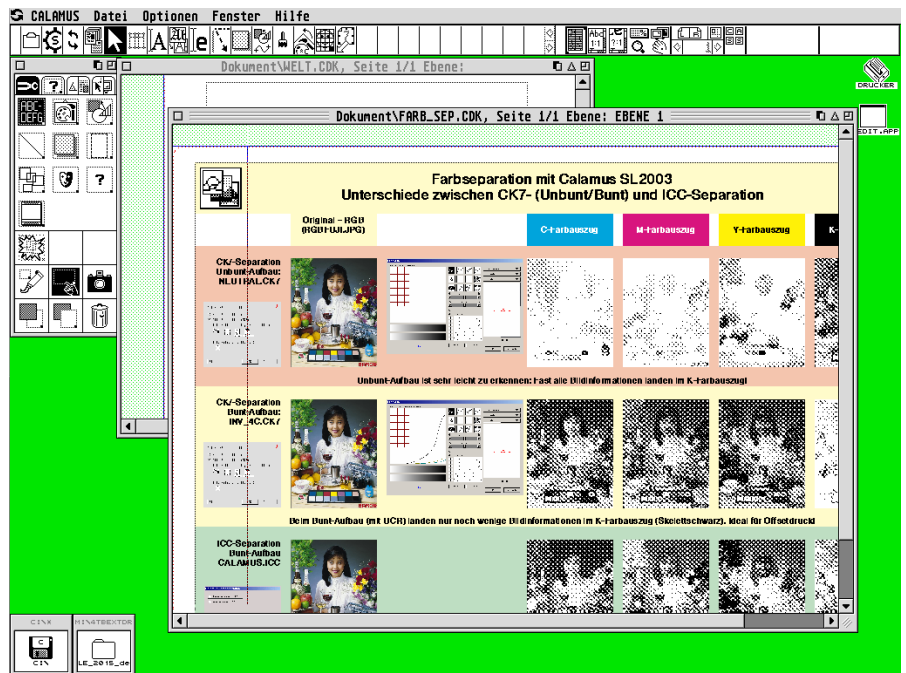 CALAMUS Datei Optionen Fenster Hilfe
Dokument\WELT.CDK, Seite 1/1 Ebene:
Dokument\FARB_SEP.CDK, Seite 1/1 Ebene: EBENE 1
DRUCKER
EDIT.APP
Farbseparation mit Calamus SL2003
Unterschiede zwischen CK7- (Unbunt/Bunt) und ICC-Separation
Original - RGB
(RGBFUJI.JPG)
C-Farbauszug
M-Farbauszug
Y-Farbauszug
K-
CK7-Separation
Unbunt-Aufbau:
NEUTRAL.CK7
Unbunt-Aufbau ist sehr leicht zu erkennen: Fast alle Bildinformationen landen im K-Farbauszug!
CK7-Separation
Bunt-Aufbau:
INV_4C.CK7
Beim Bunt-Aufbau (mit UCR) landen nur noch wenige Bildinformationen im K-Farbauszug (Skelettschwarz). Ideal für Offsetdruck!
ICC-Separation
Bunt-Aufbau
CALAMUS.ICC
C:\*
C
C:\
LE_2015_de